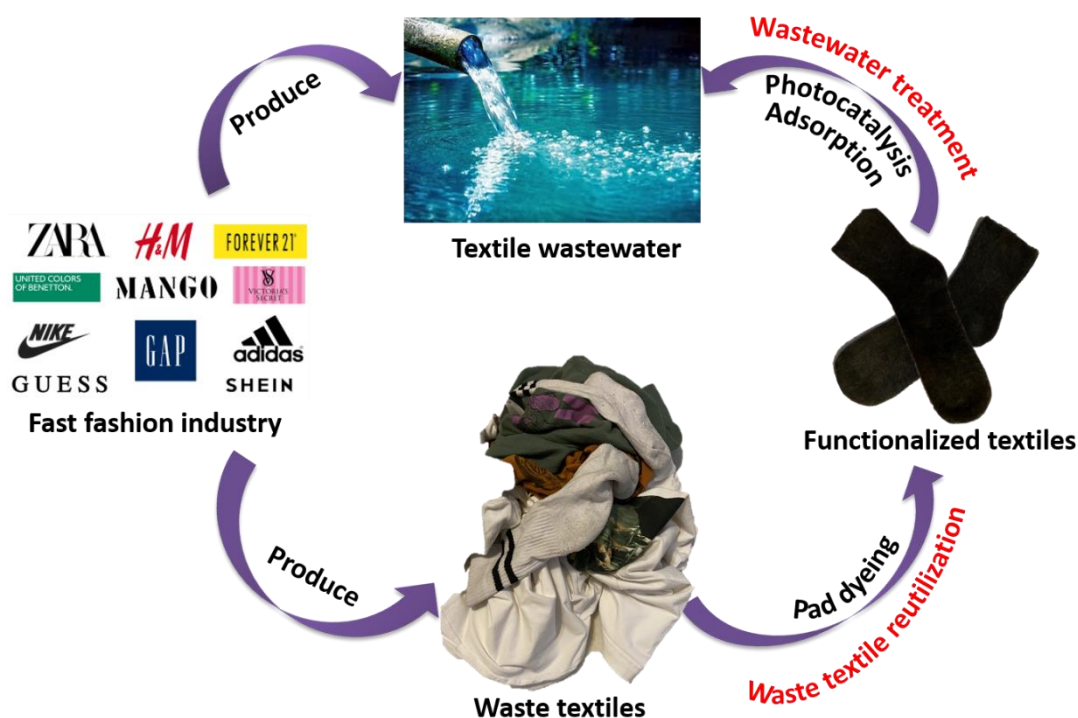 Produce
Wastewater treatment
Photocatalysis
Adsorption
Textile wastewater
ZARA
H&M
FOREVER 21
UNITED COLORS
OF BENETTON.
MANGO
VS
VICTORIA'S
SECRET
NIKE
GAP
adidas
GUESS
SHEIN
Fast fashion industry
Functionalized textiles
Produce
Pad dyeing
Waste textile reutilization
Waste textiles